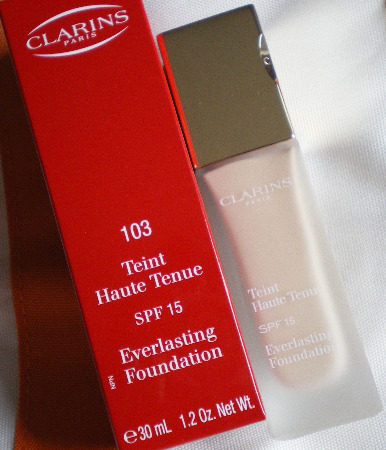 CLARINS
PARIS
103
Teint
Haute Tenue
SPF 15
Everlasting
Foundation
℮30 mL 1.2 Oz. Net Wt.
CLARINS
PARIS
Teint
Haute Tenue
SPF 15
Everlasting
Foundation